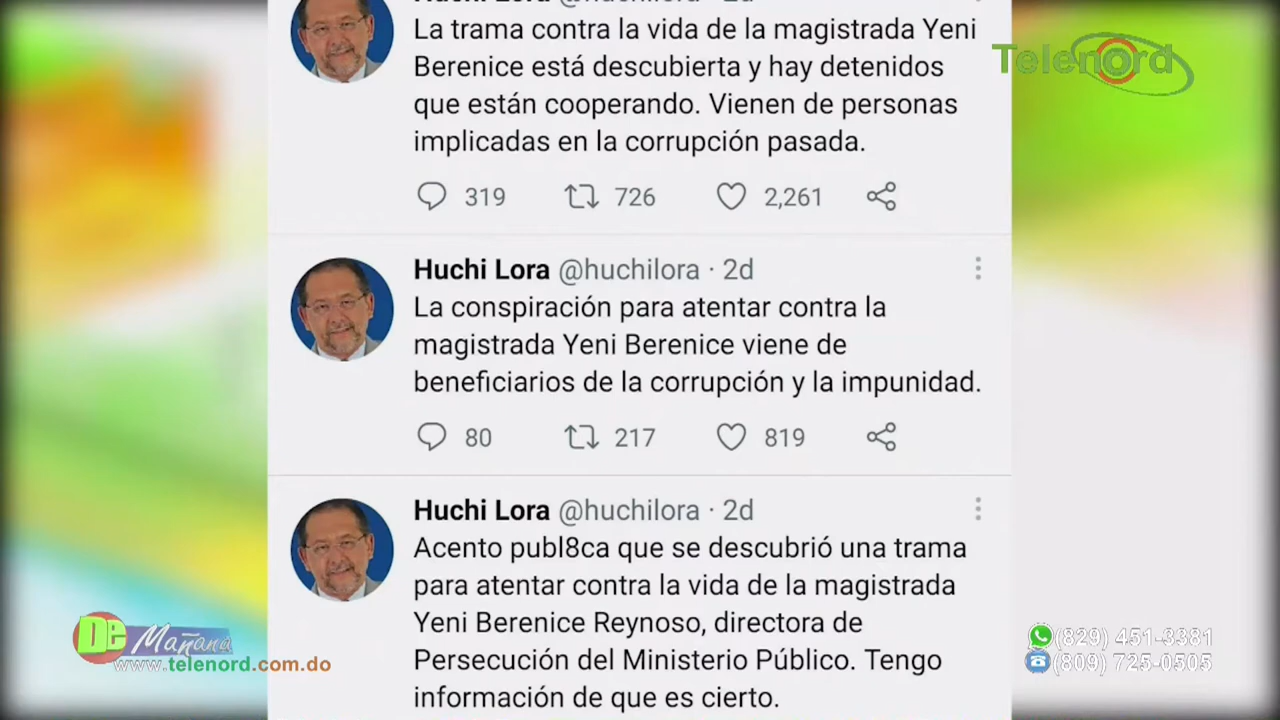 Huchi Lora @huchilora · 2d
La trama contra la vida de la magistrada Yeni
Berenice está descubierta y hay detenidos
que están cooperando. Vienen de personas
implicadas en la corrupción pasada.
319 726 2,261
Huchi Lora @huchilora · 2d
La conspiración para atentar contra la
magistrada Yeni Berenice viene de
beneficiarios de la corrupción y la impunidad.
80 217 819
Huchi Lora @huchilora · 2d
Acento publ8ca que se descubrió una trama
para atentar contra la vida de la magistrada
Yeni Berenice Reynoso, directora de
Persecución del Ministerio Público. Tengo
información de que es cierto.
Telenord
De Mañana
www.telenord.com.do
(829) 451-3381
(809) 725-0505